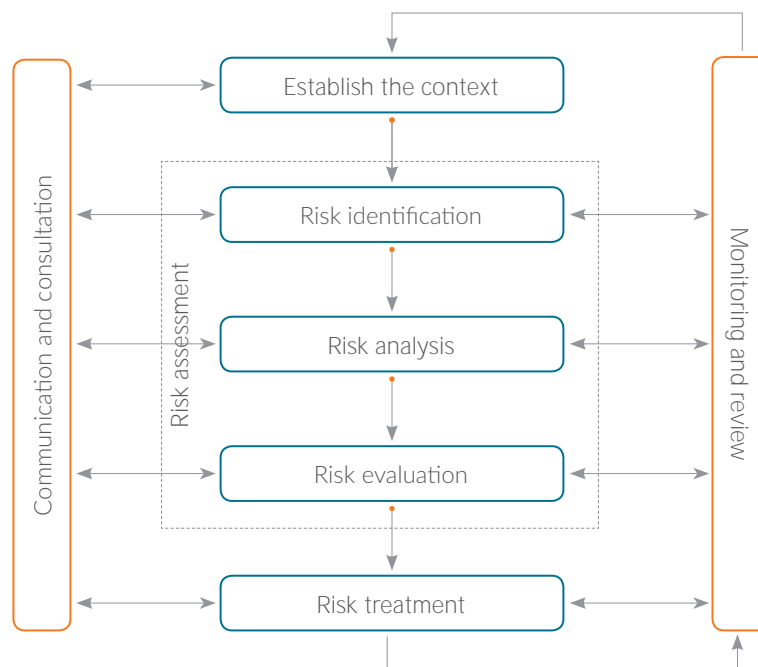 Establish the context
Communication and consultation
Risk assessment
Risk identification
Risk analysis
Risk evaluation
Monitoring and review
Risk treatment